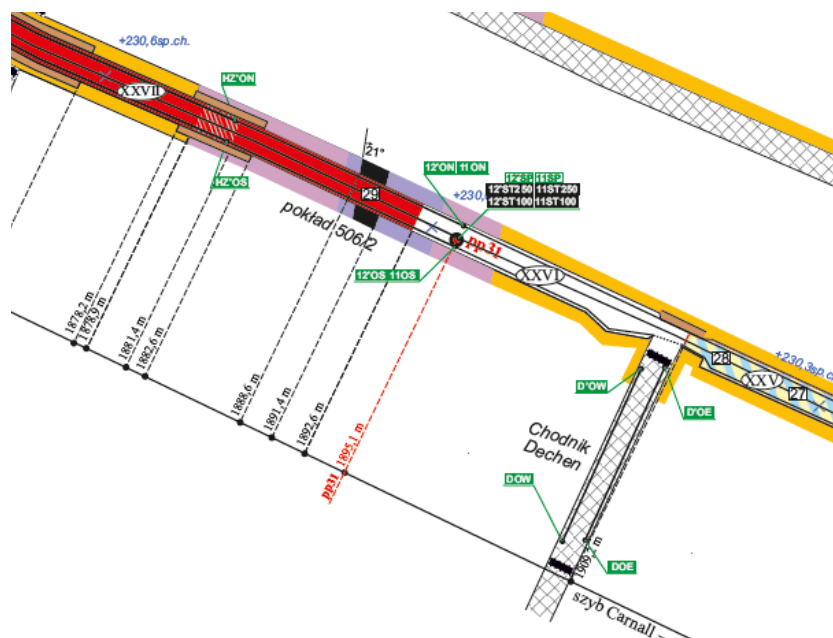 +230,6sp.ch.
HZ"ON
XXVII
HZ"OS
21°
12"ON 11ON
12"SP 11SP
12"ST250 11ST250
12"ST100 11ST100
+230,
29
pokład 506/2
pp31
12"OS 11OS
XXVI
28
+230,3sp.c
XXV
27
D"OW
D"OE
Chodnik
Dechen
DOW
DOE
1878,2 m
1878,9 m
1881,4 m
1882,6 m
1888,6 m
1891,4 m
1892,6 m
1895,1 m
pp31
szyb Carnall